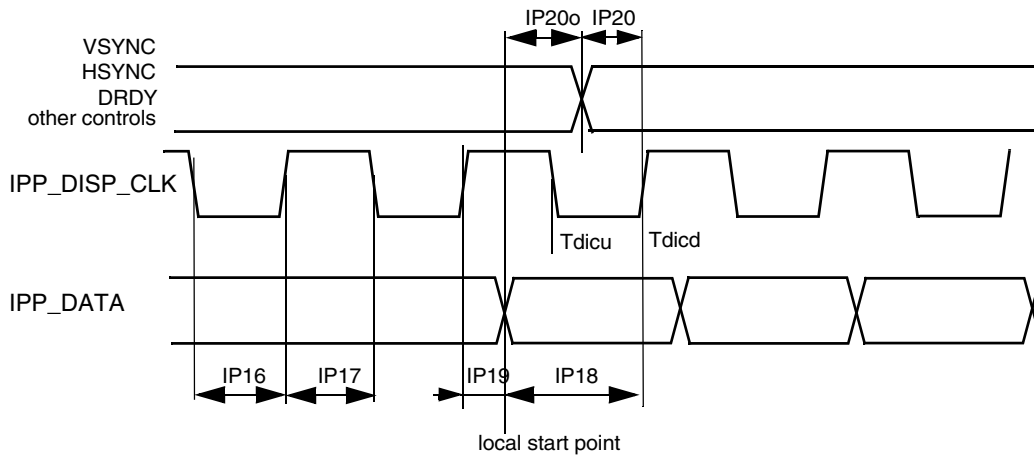 IP20o IP20
VSYNC
HSYNC
DRDY
other controls
IPP_DISP_CLK
Tdicu Tdicd
IPP_DATA
IP16 IP17 IP19 IP18
local start point